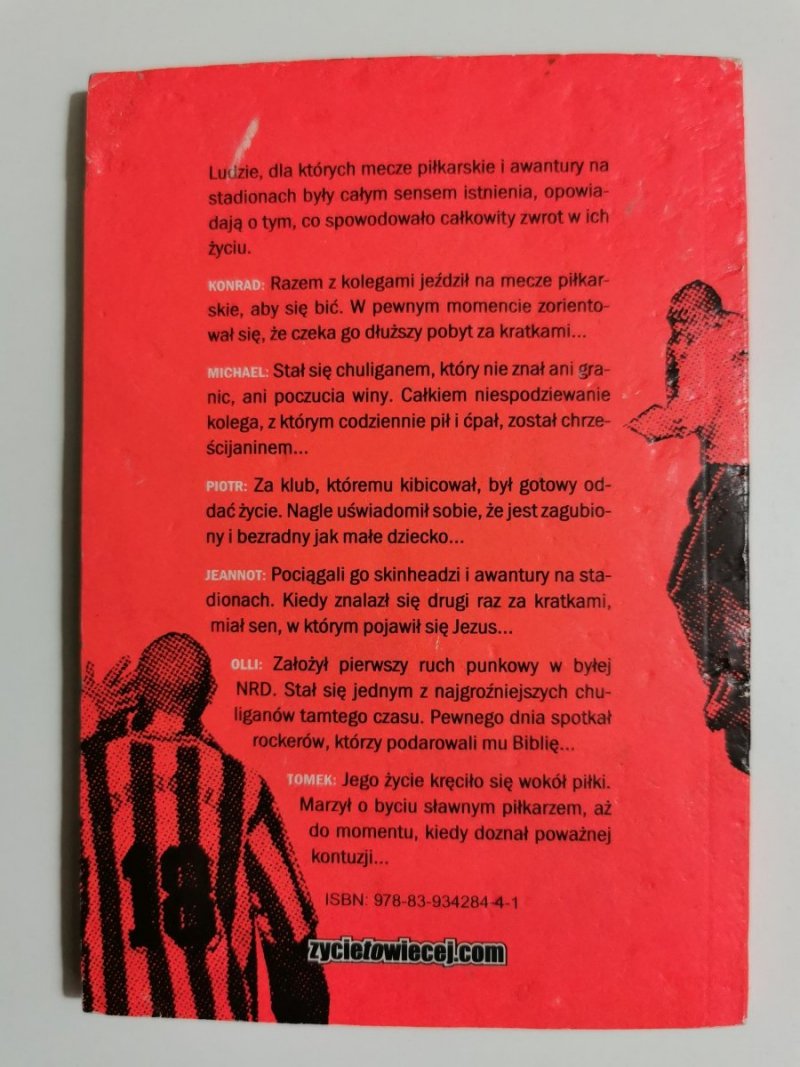 Ludzie, dla których mecze piłkarskie i awantury na
stadionach były całym sensem istnienia, opowia-
dają o tym, co spowodowało całkowity zwrot w ich
życiu.
KONRAD: Razem z kolegami jeździł na mecze piłkar-
skie, aby się bić. W pewnym momencie zoriento-
wał się, że czeka go dłuższy pobyt za kratkami...
MICHAEL: Stał się chuliganem, który nie znał ani gra-
nic, ani poczucia winy. Całkiem niespodziewanie
kolega, z którym codziennie pił i ćpał, został chrze-
ścijaninem...
PIOTR: Za klub, któremu kibicował, był gotowy od-
dać życie. Nagle uświadomił sobie, że jest zagubio-
ny i bezradny jak małe dziecko...
JEANNOT: Pociągali go skinheadzi i awantury na sta-
dionach. Kiedy znalazł się drugi raz za kratkami,
miał sen, w którym pojawił się Jezus...
OLLI: Założył pierwszy ruch punkowy w byłej
NRD. Stał się jednym z najgroźniejszych chu-
liganów tamtego czasu. Pewnego dnia spotkał
rockerów, którzy podarowali mu Biblię...
TOMEK: Jego życie kręciło się wokół piłki.
Marzył o byciu sławnym piłkarzem, aż
do momentu, kiedy doznał poważnej
kontuzji...
18
ISBN: 978-83-934284-4-1
zycietowiecej.com